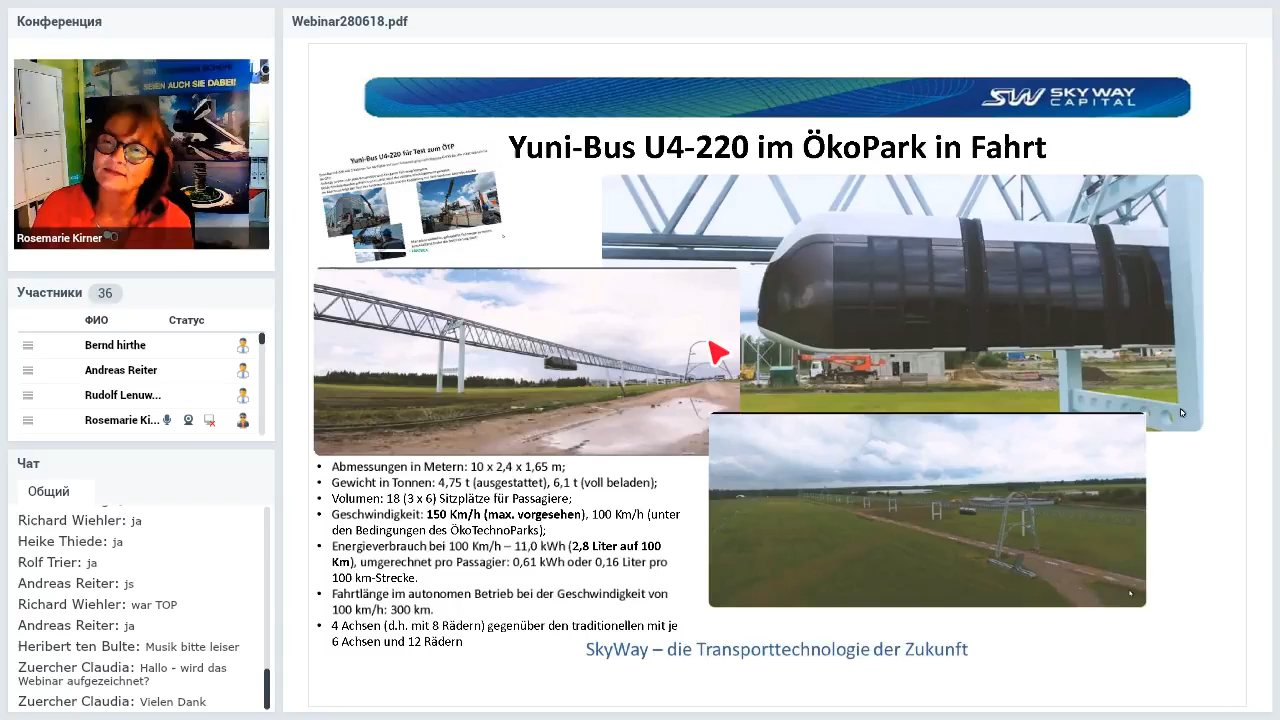 Конференция
SEIEN AUCH SIE DABEI!
Rosemarie Kirner
Участники 36
ФИО Статус
Bernd hirthe
Andreas Reiter
Rudolf Lenuw...
Rosemarie Ki...
Чат
Общий
Richard Wiehler: ja
Heike Thiede: ja
Rolf Trier: ja
Andreas Reiter: js
Richard Wiehler: war TOP
Andreas Reiter: ja
Heribert ten Bulte: Musik bitte leiser
Zuercher Claudia: Hallo - wird das
Webinar aufgezeichnet?
Zuercher Claudia: Vielen Dank
Webinar280618.pdf
SW SKY WAY
CAPITAL
Yuni-Bus U4-220 im ÖkoPark in Fahrt
Yuni-Bus U4-220 für Test zum ÖTP
• Abmessungen in Metern: 10 x 2,4 x 1,65 m;
• Gewicht in Tonnen: 4,75 t (ausgestattet), 6,1 t (voll beladen);
• Volumen: 18 (3 x 6) Sitzplätze für Passagiere;
• Geschwindigkeit: 150 Km/h (max. vorgesehen), 100 Km/h (unter
den Bedingungen des ÖkoTechnoParks);
• Energieverbrauch bei 100 Km/h – 11,0 kWh (2,8 Liter auf 100
Km), umgerechnet pro Passagier: 0,61 kWh oder 0,16 Liter pro
100 km-Strecke.
• Fahrtlänge im autonomen Betrieb bei der Geschwindigkeit von
100 km/h: 300 km.
• 4 Achsen (d.h. mit 8 Rädern) gegenüber den traditionellen mit je
6 Achsen und 12 Rädern
SkyWay – die Transporttechnologie der Zukunft